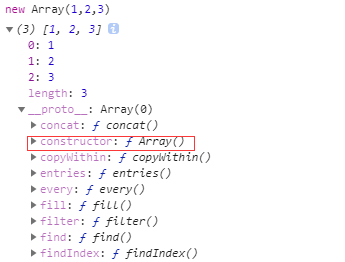 new Array(1,2,3)
▼(3) [1, 2, 3] i
0: 1
1: 2
2: 3
length: 3
▼__proto__: Array(0)
▶concat: ƒ concat()
▶constructor: ƒ Array()
▶copyWithin: ƒ copyWithin()
▶entries: ƒ entries()
▶every: ƒ every()
▶fill: ƒ fill()
▶filter: ƒ filter()
▶find: ƒ find()
▶findIndex: ƒ findIndex()